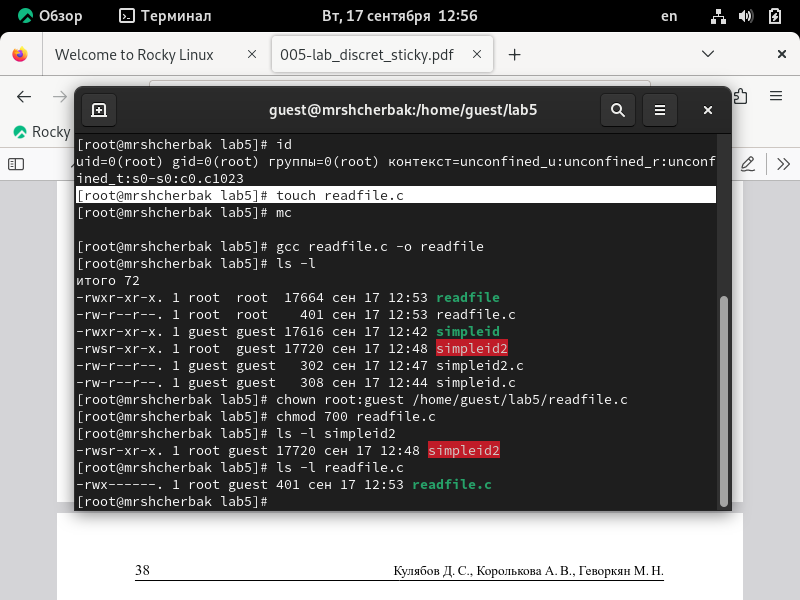 Обзор
Терминал
Вт, 17 сентября 12:56
en
Welcome to Rocky Linux
005-lab_discret_sticky.pdf
Rocky
guest@mrshcherbak:/home/guest/lab5
[root@mrshcherbak lab5]# id
uid=0(root) gid=0(root) группы=0(root) контекст=unconfined_u:unconfined_r:unconf
ined_t:s0-s0:c0.c1023
[root@mrshcherbak lab5]# touch readfile.c
[root@mrshcherbak lab5]# mc
[root@mrshcherbak lab5]# gcc readfile.c -o readfile
[root@mrshcherbak lab5]# ls -l
итого 72
-rwxr-xr-x. 1 root  root  17664 сен 17 12:53 readfile
-rw-r--r--. 1 root  root    401 сен 17 12:53 readfile.c
-rwxr-xr-x. 1 guest guest 17616 сен 17 12:42 simpleid
-rwsr-xr-x. 1 root  guest 17720 сен 17 12:48 simpleid2
-rw-r--r--. 1 guest guest   302 сен 17 12:47 simpleid2.c
-rw-r--r--. 1 guest guest   308 сен 17 12:44 simpleid.c
[root@mrshcherbak lab5]# chown root:guest /home/guest/lab5/readfile.c
[root@mrshcherbak lab5]# chmod 700 readfile.c
[root@mrshcherbak lab5]# ls -l simpleid2
-rwsr-xr-x. 1 root guest 17720 сен 17 12:48 simpleid2
[root@mrshcherbak lab5]# ls -l readfile.c
-rwx------. 1 root guest 401 сен 17 12:53 readfile.c
[root@mrshcherbak lab5]#
38
Кулябов Д. С., Королькова А. В., Геворкян М. Н.